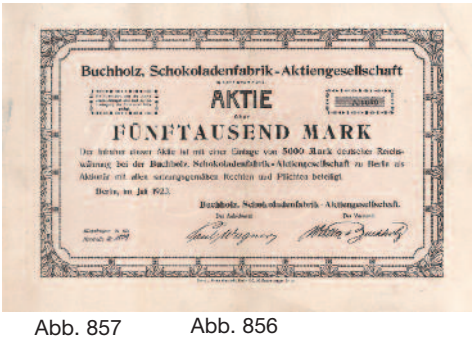 Buchholz, Schokoladenfabrik-Aktiengesellschaft
AKTIE
über
FÜNFTAUSEND MARK
Der Inhaber dieser Aktie ist mit einer Einlage von 5000 Mark deutscher Reichs-
währung bei der Buchholz, Schokoladenfabrik-Aktiengesellschaft zu Berlin als
Aktionär mit allen satzungsgemäßen Rechten und Pflichten beteiligt.
Berlin, im Juli 1923.
Buchholz, Schokoladenfabrik-Aktiengesellschaft.
Der Aufsichtsrat: Der Vorstand:
Abb. 857 Abb. 856